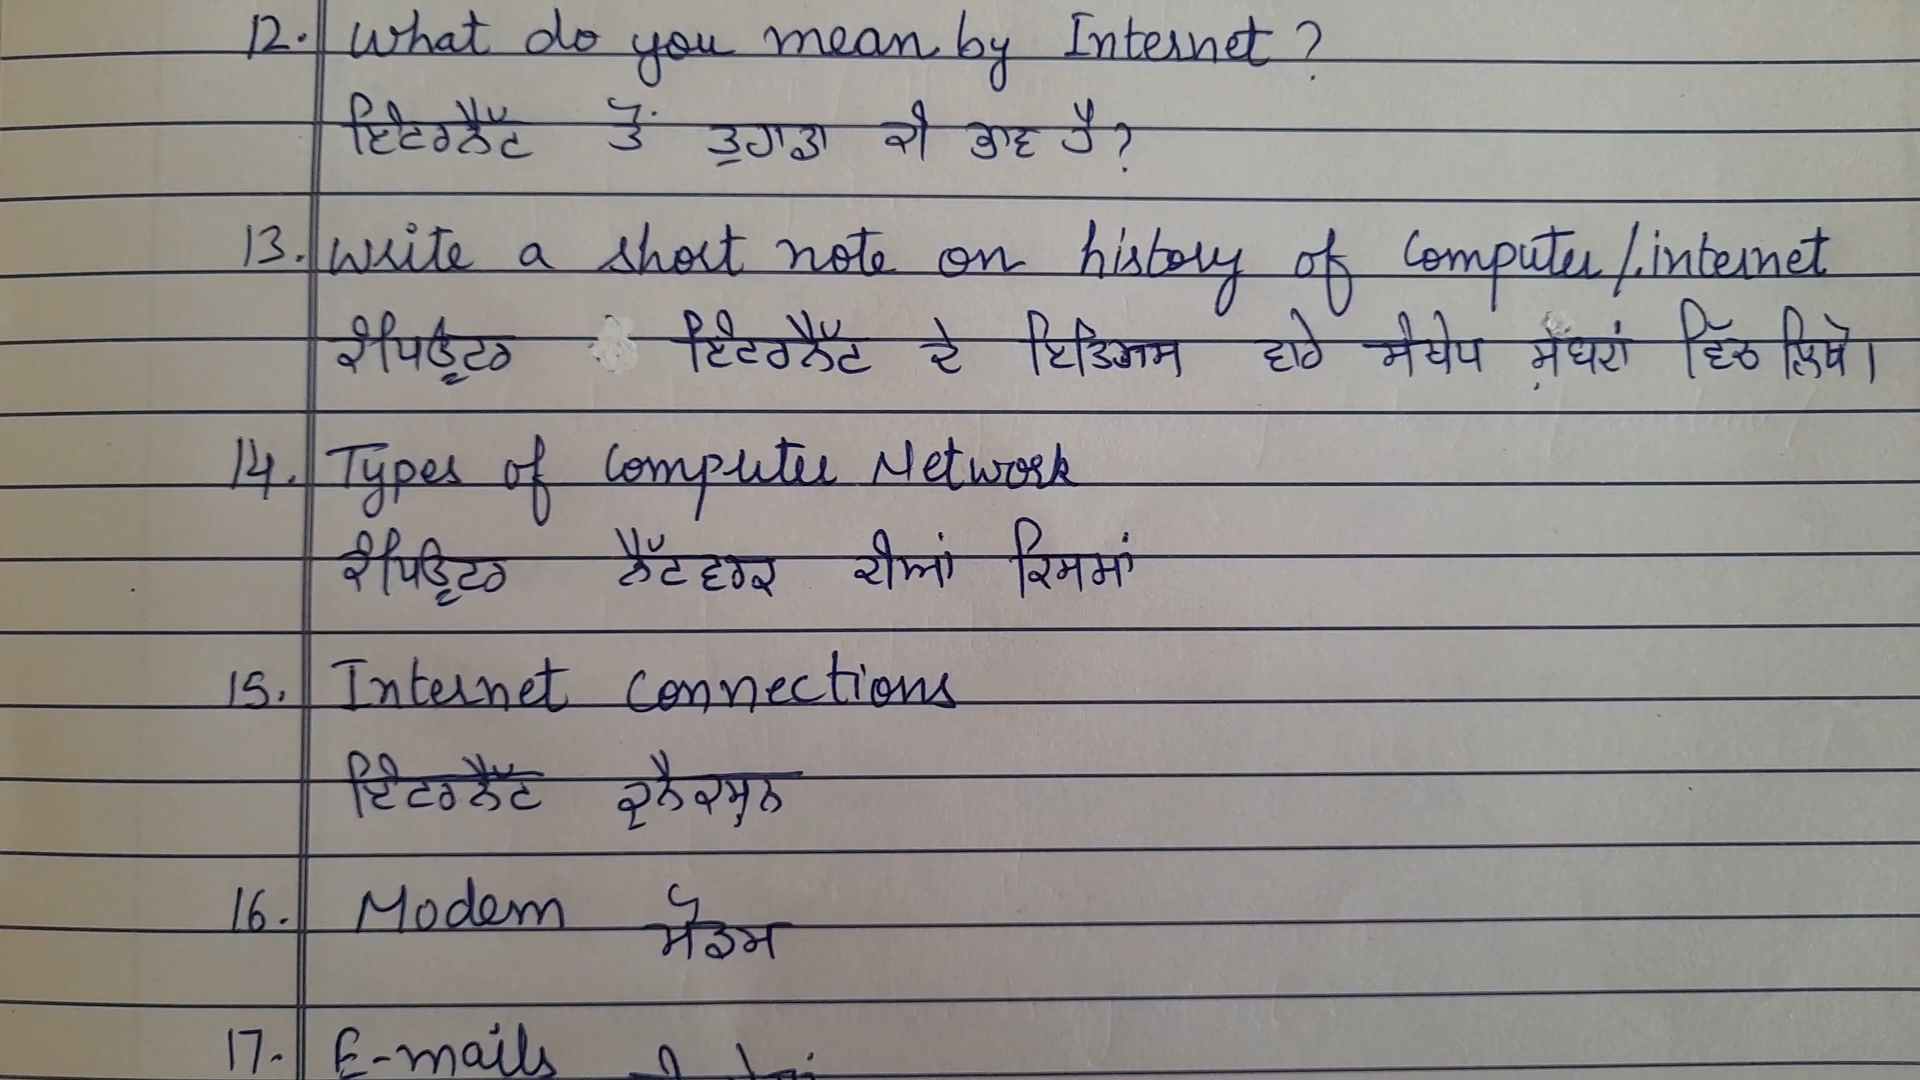 12. What do you mean by Internet?
ਇੰਟਰਨੈੱਟ ਤੋਂ ਤੁਹਾਡਾ ਕੀ ਭਾਵ ਹੈ?
13. Write a short note on history of Computer/internet
ਕੰਪਿਊਟਰ ਇੰਟਰਨੈੱਟ ਦੇ ਇਤਿਹਾਸ ਵਾਰੇ ਸੰਖੇਪ ਸ਼ਬਦਾਂ ਵਿੱਚ ਲਿਖੋ।
14. Types of Computer Network
ਕੰਪਿਊਟਰ ਨੈੱਟਵਰਕ ਦੀਆਂ ਕਿਸਮਾਂ
15. Internet Connections
ਇੰਟਰਨੈੱਟ ਕੁਨੈਕਸ਼ਨ
16. Modem ਮੋਡਮ
17. E-mails